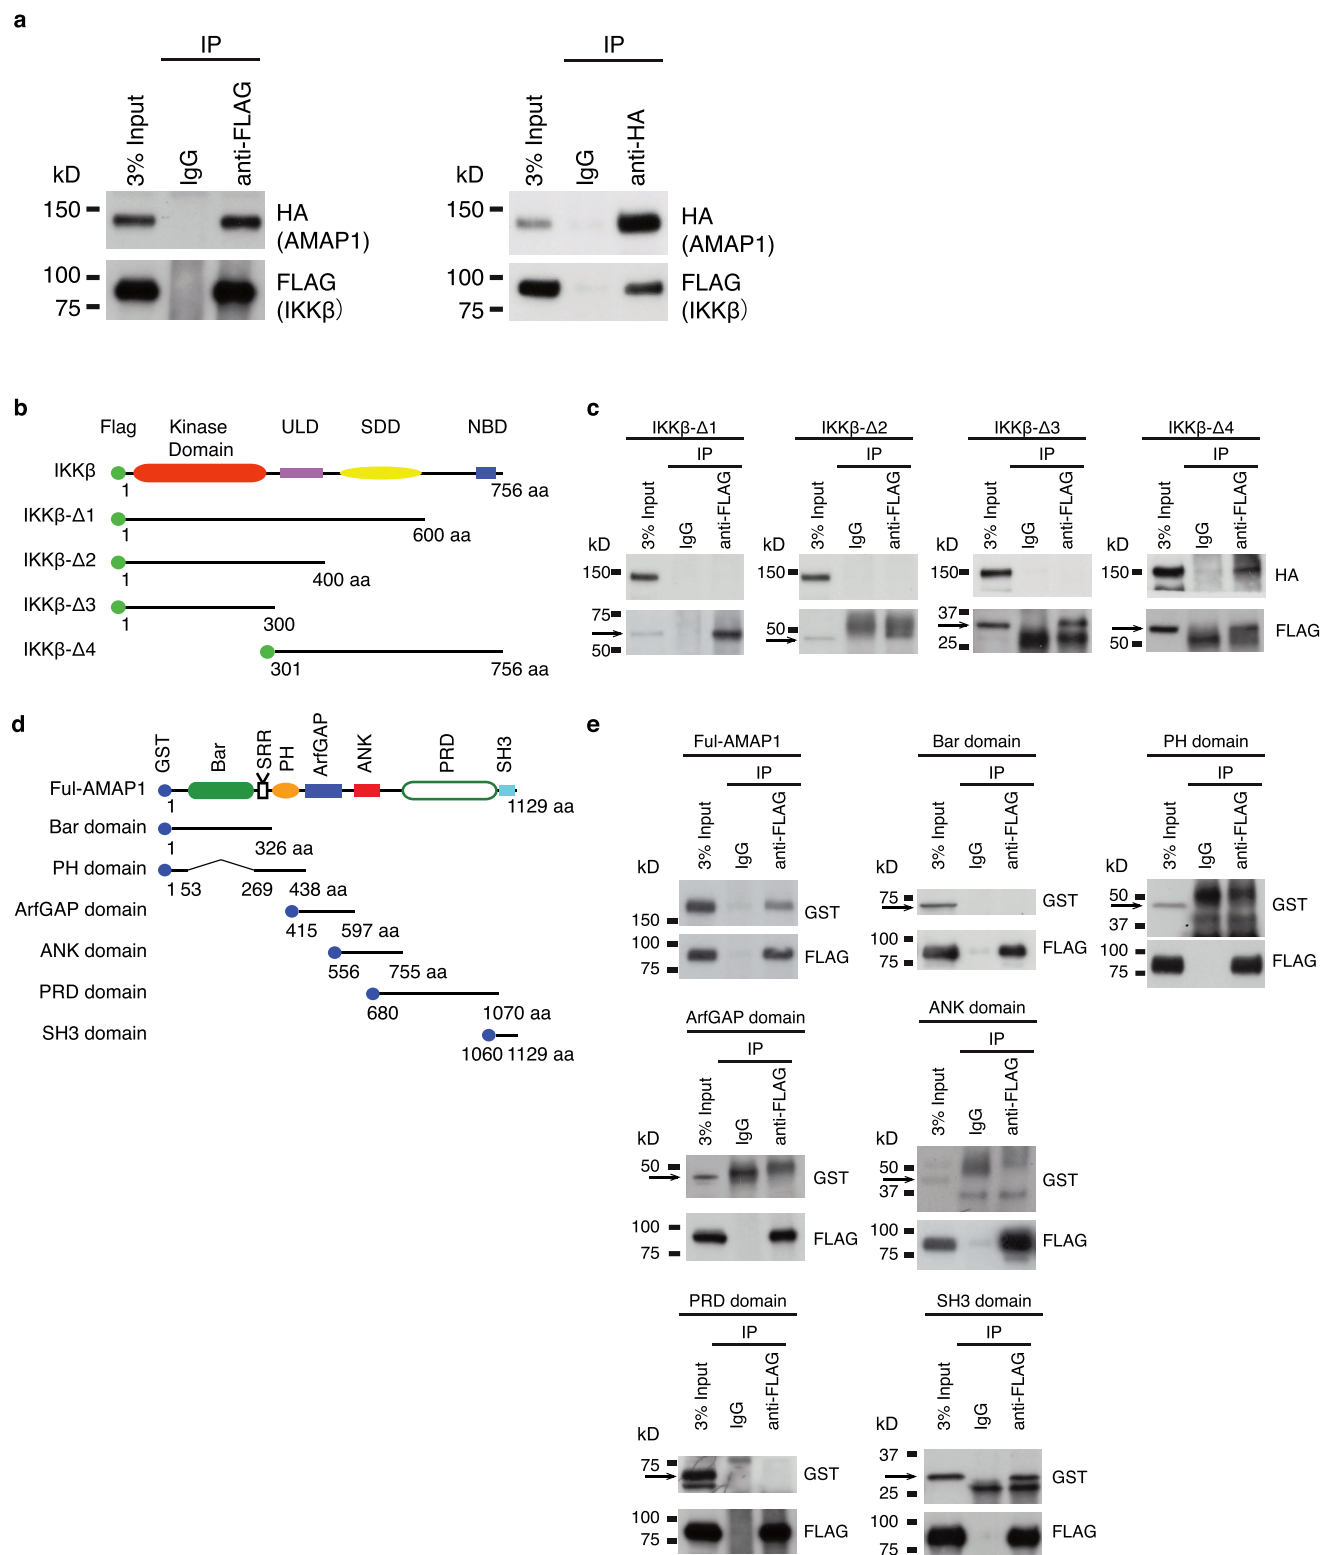 a
IP
IP
3% Input
IgG
anti-FLAG
3% Input
IgG
anti-HA
kD
kD
150
HA
(AMAP1)
150
HA
(AMAP1)
100
75
FLAG
(IKKβ)
100
75
FLAG
(IKKβ)
b
Flag
Kinase
Domain
ULD
SDD
NBD
IKKβ
1
756 aa
IKKβ-Δ1
1
600 aa
IKKβ-Δ2
1
400 aa
IKKβ-Δ3
1
300
IKKβ-Δ4
301
756 aa
c
IKKβ-Δ1
IKKβ-Δ2
IKKβ-Δ3
IKKβ-Δ4
IP
IP
IP
IP
3% Input
IgG
anti-FLAG
3% Input
IgG
anti-FLAG
3% Input
IgG
anti-FLAG
3% Input
IgG
anti-FLAG
kD
kD
kD
kD
150
150
150
150
HA
75
50
50
37
25
50
FLAG
d
GST
Bar
SRR
PH
ArfGAP
ANK
PRD
SH3
Ful-AMAP1
1
1129 aa
Bar domain
1
326 aa
PH domain
1 53
269
438 aa
ArfGAP domain
415
597 aa
ANK domain
556
755 aa
PRD domain
680
1070 aa
SH3 domain
1060 1129 aa
e
Ful-AMAP1
Bar domain
PH domain
IP
IP
IP
3% Input
IgG
anti-FLAG
3% Input
IgG
anti-FLAG
3% Input
IgG
anti-FLAG
kD
kD
kD
150
GST
75
GST
50
37
GST
100
75
FLAG
100
75
FLAG
100
75
FLAG
ArfGAP domain
ANK domain
IP
IP
3% Input
IgG
anti-FLAG
3% Input
IgG
anti-FLAG
kD
kD
50
GST
50
37
GST
100
75
FLAG
100
75
FLAG
PRD domain
SH3 domain
IP
IP
3% Input
IgG
anti-FLAG
3% Input
IgG
anti-FLAG
kD
kD
75
GST
37
25
GST
100
75
FLAG
100
75
FLAG